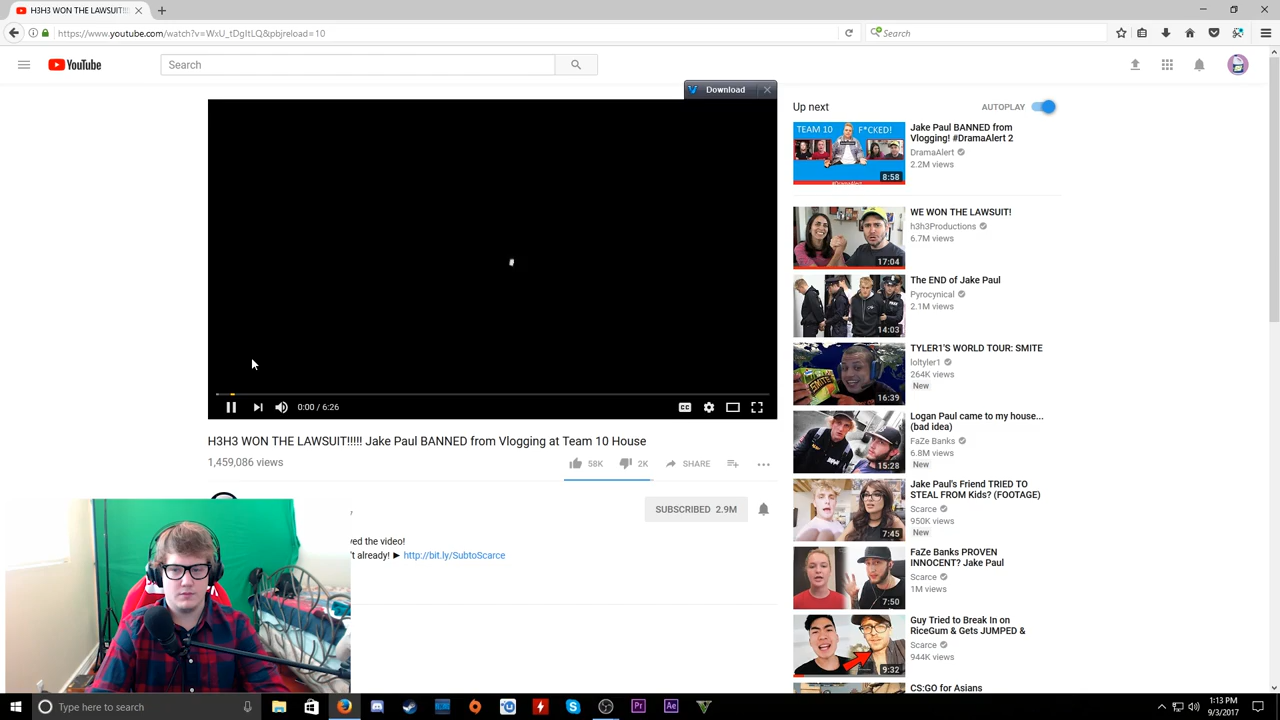 H3H3 WON THE LAWSUIT!!!
https://www.youtube.com/watch?v=WxU_tDgItLQ&pbjreload=10
Search
YouTube
Search
Download
Up next
AUTOPLAY
TEAM 10 F*CKED!
#DramaAlert
8:58
Jake Paul BANNED from
Vlogging! #DramaAlert 2
DramaAlert
2.2M views
17:04
WE WON THE LAWSUIT!
h3h3Productions
6.7M views
14:03
The END of Jake Paul
Pyrocynical
2.1M views
SMITE
16:39
TYLER1'S WORLD TOUR: SMITE
loltyler1
264K views
New
15:28
Logan Paul came to my house...
(bad idea)
FaZe Banks
6.8M views
New
7:45
Jake Paul's Friend TRIED TO
STEAL FROM Kids? (FOOTAGE)
Scarce
950K views
New
7:50
FaZe Banks PROVEN
INNOCENT? Jake Paul
Scarce
1M views
9:32
Guy Tried to Break In on
RiceGum & Gets JUMPED &
Scarce
944K views
CS:GO for Asians
0:00 / 6:26
CC
H3H3 WON THE LAWSUIT!!!!! Jake Paul BANNED from Vlogging at Team 10 House
1,459,086 views
58K
2K
SHARE
SUBSCRIBED 2.9M
ved the video!
't already! ► http://bit.ly/SubtoScarce
Type here to search
Pr
Ae
1:13 PM
9/3/2017